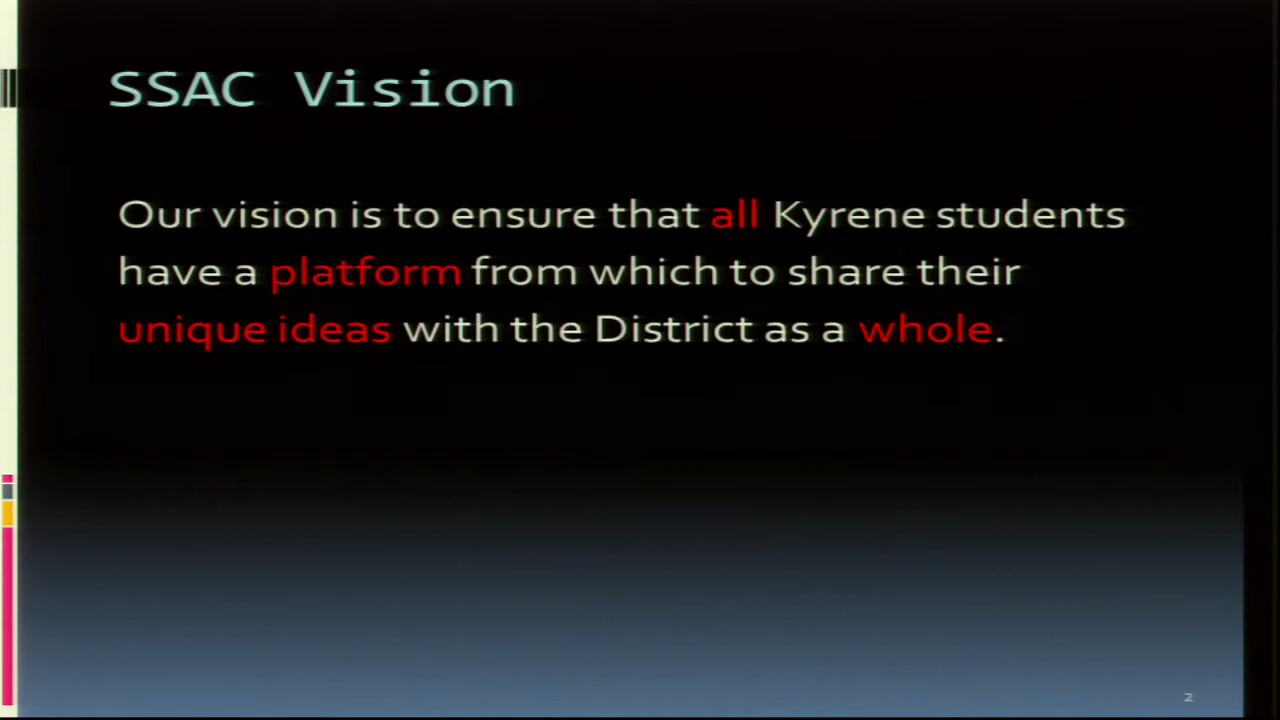 SSAC Vision
Our vision is to ensure that all Kyrene students
have a platform from which to share their
unique ideas with the District as a whole.
2